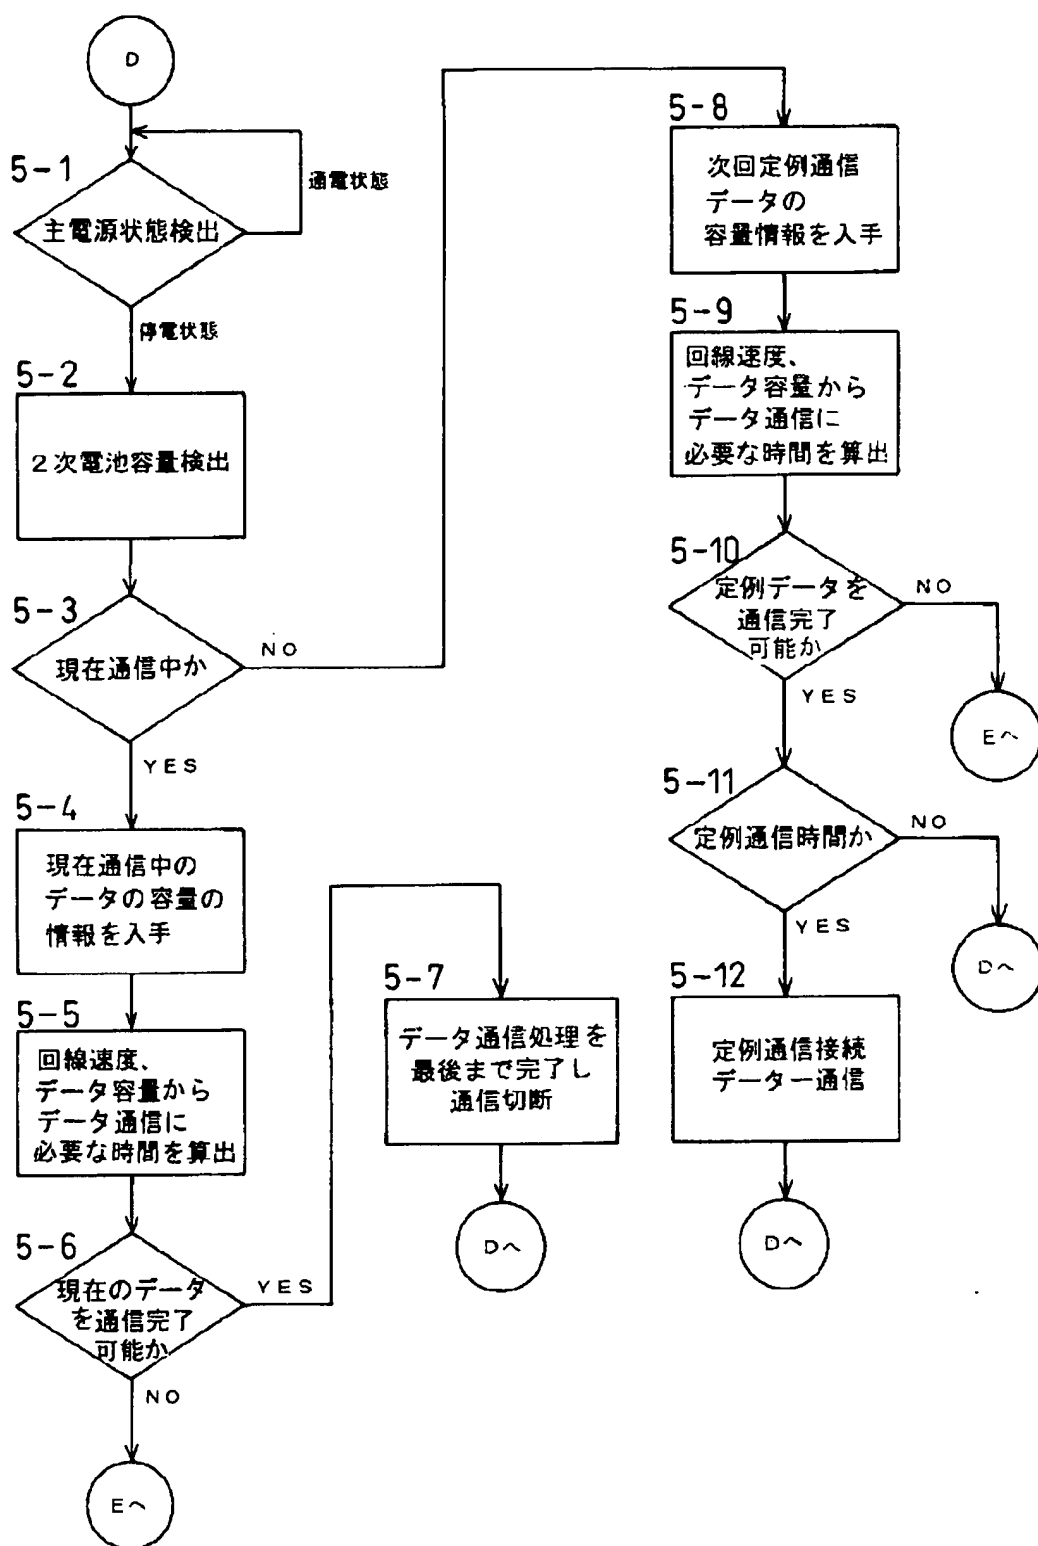 D
5-1
通電状態
主電源状態検出
停電状態
5-2
2次電池容量検出
5-3
現在通信中か
NO
YES
5-4
現在通信中の
データの容量の
情報を入手
5-5
回線速度、
データ容量から
データ通信に
必要な時間を算出
5-6
現在のデータ
を通信完了
可能か
YES
NO
Eへ
5-7
データ通信処理を
最後まで完了し
通信切断
Dへ
5-8
次回定例通信
データの
容量情報を入手
5-9
回線速度、
データ容量から
データ通信に
必要な時間を算出
5-10
定例データを
通信完了
可能か
NO
YES
Eへ
5-11
定例通信時間か
NO
YES
Dへ
5-12
定例通信接続
データー通信
Dへ